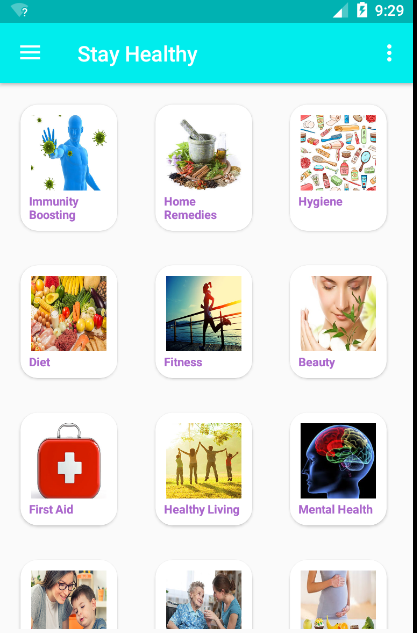 ?
9:29
Stay Healthy
Immunity
Boosting
Home
Remedies
Hygiene
Diet
Fitness
Beauty
First Aid
Healthy Living
Mental Health